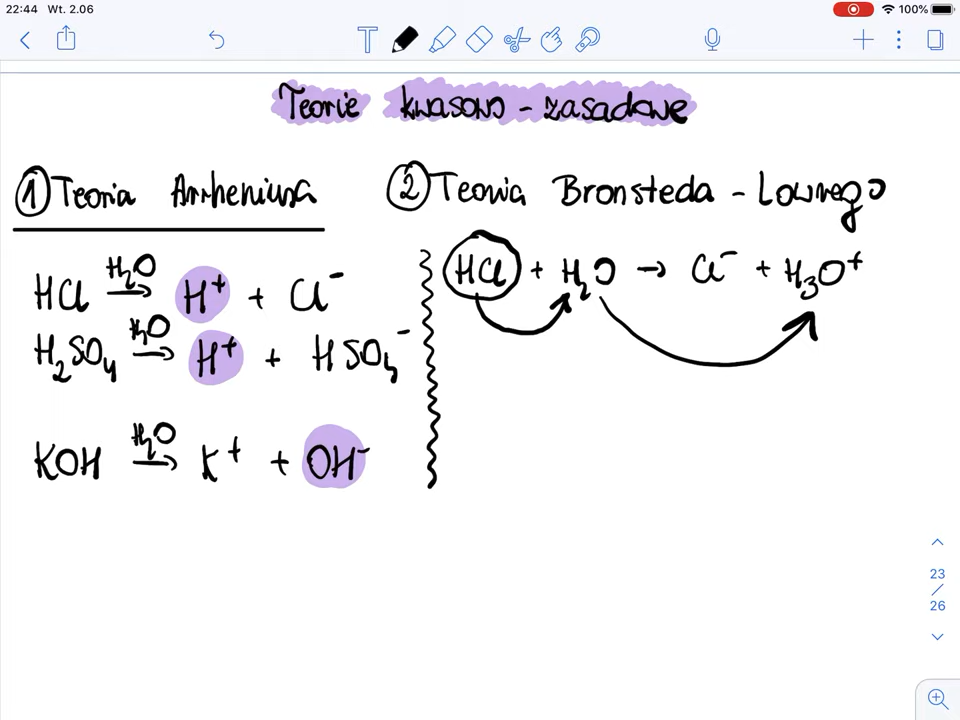 22:44 Wt. 2.06 100%
Teorie kwasowo - zasadowe
① Teoria Arrheniusa
HCl H₂O → H⁺ + Cl⁻
H₂SO₄ H₂O → H⁺ + HSO₄⁻
KOH H₂O → K⁺ + OH⁻
② Teoria Bronsteda - Lowrego
HCl + H₂O → Cl⁻ + H₃O⁺
23
/
26